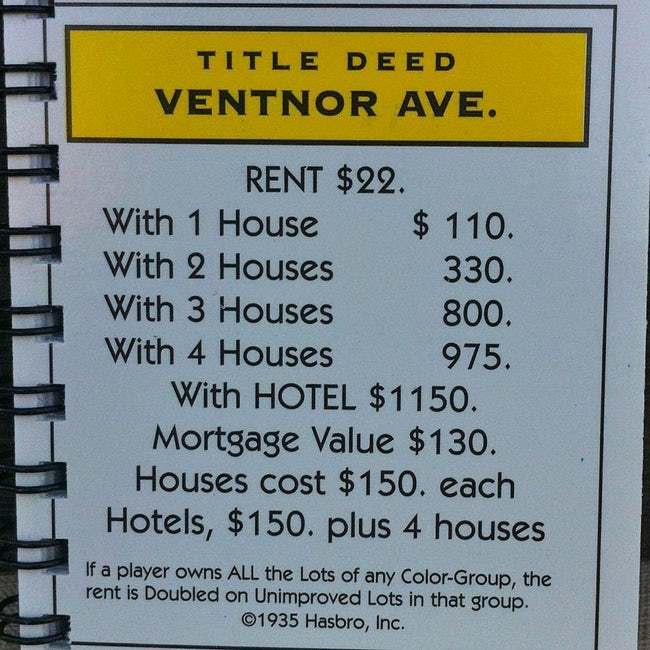 TITLE DEED
VENTNOR AVE.
RENT $22.
With 1 House $ 110.
With 2 Houses 330.
With 3 Houses 800.
With 4 Houses 975.
With HOTEL $1150.
Mortgage Value $130.
Houses cost $150. each
Hotels, $150. plus 4 houses
If a player owns ALL the Lots of any Color-Group, the
rent is Doubled on Unimproved Lots in that group.
©1935 Hasbro, Inc.